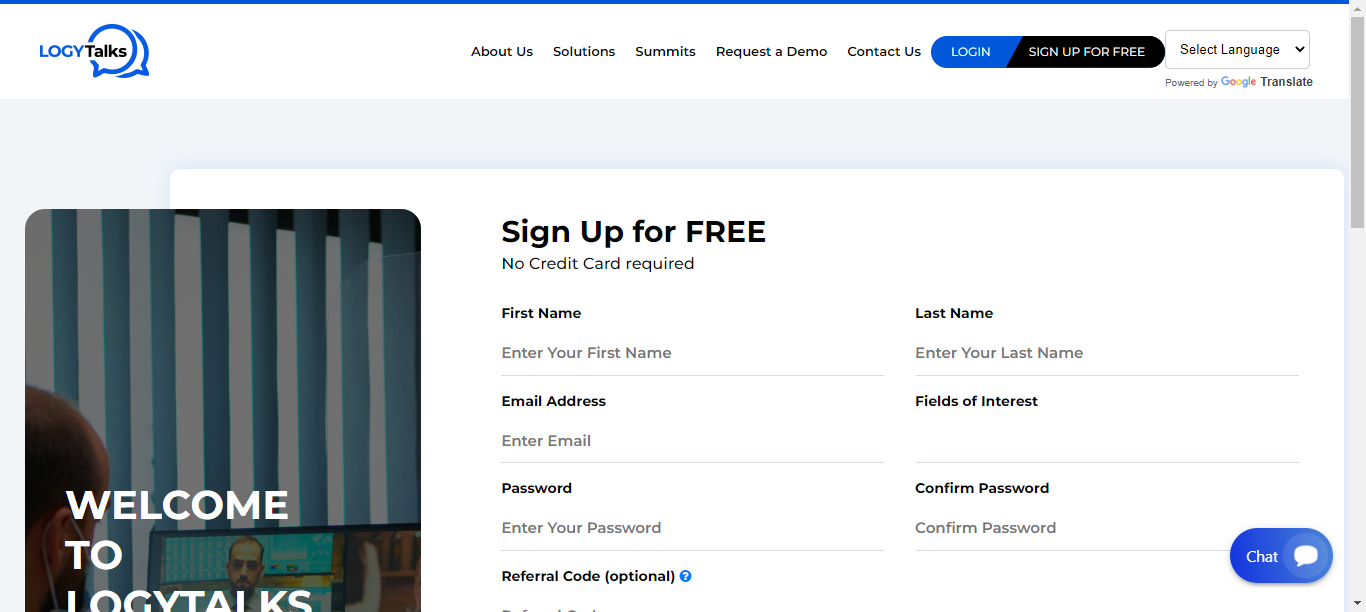 LOGYTalks
About Us
Solutions
Summits
Request a Demo
Contact Us
LOGIN
SIGN UP FOR FREE
Select Language
Powered by Google Translate
Sign Up for FREE
No Credit Card required
First Name
Last Name
Enter Your First Name
Enter Your Last Name
Email Address
Fields of Interest
Enter Email
Password
Confirm Password
Enter Your Password
Confirm Password
Referral Code (optional)
Referral Code
WELCOME
TO
LOGYTALKS
Chat